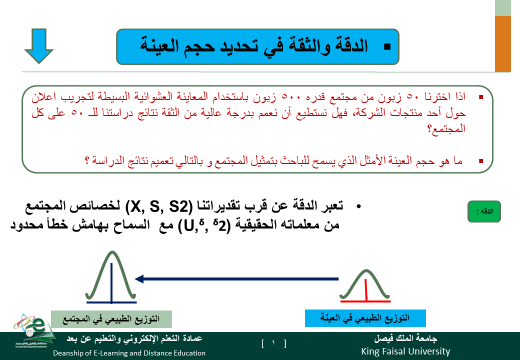 الدقة والثقة في تحديد حجم العينة
اذا اخترنا ٥٠ زبون من مجتمع قدره ٥٠٠ زبون باستخدام المعاينة العشوائية البسيطة لتجريب اعلان
حول أحد منتجات الشركة، فهل نستطيع أن نعمم بدرجة عالية من الثقة نتائج دراستنا للـ ٥٠ على كل
المجتمع؟
ما هو حجم العينة الأمثل الذي يسمح للباحث بتمثيل المجتمع و بالتالي تعميم نتائج الدراسة ؟
الدقة :
• تعبر الدقة عن قرب تقديراتنا (X, S, S2) لخصائص المجتمع
من معلماته الحقيقية (U,⁶, ⁶2) مع السماح بهامش خطأ محدود
التوزيع الطبيعي في العينة
التوزيع الطبيعي في المجتمع
جامعة الملك فيصل
King Faisal University
[ ١ ]
عمادة التعلم الإلكتروني والتعليم عن بعد
Deanship of E-Learning and Distance Education